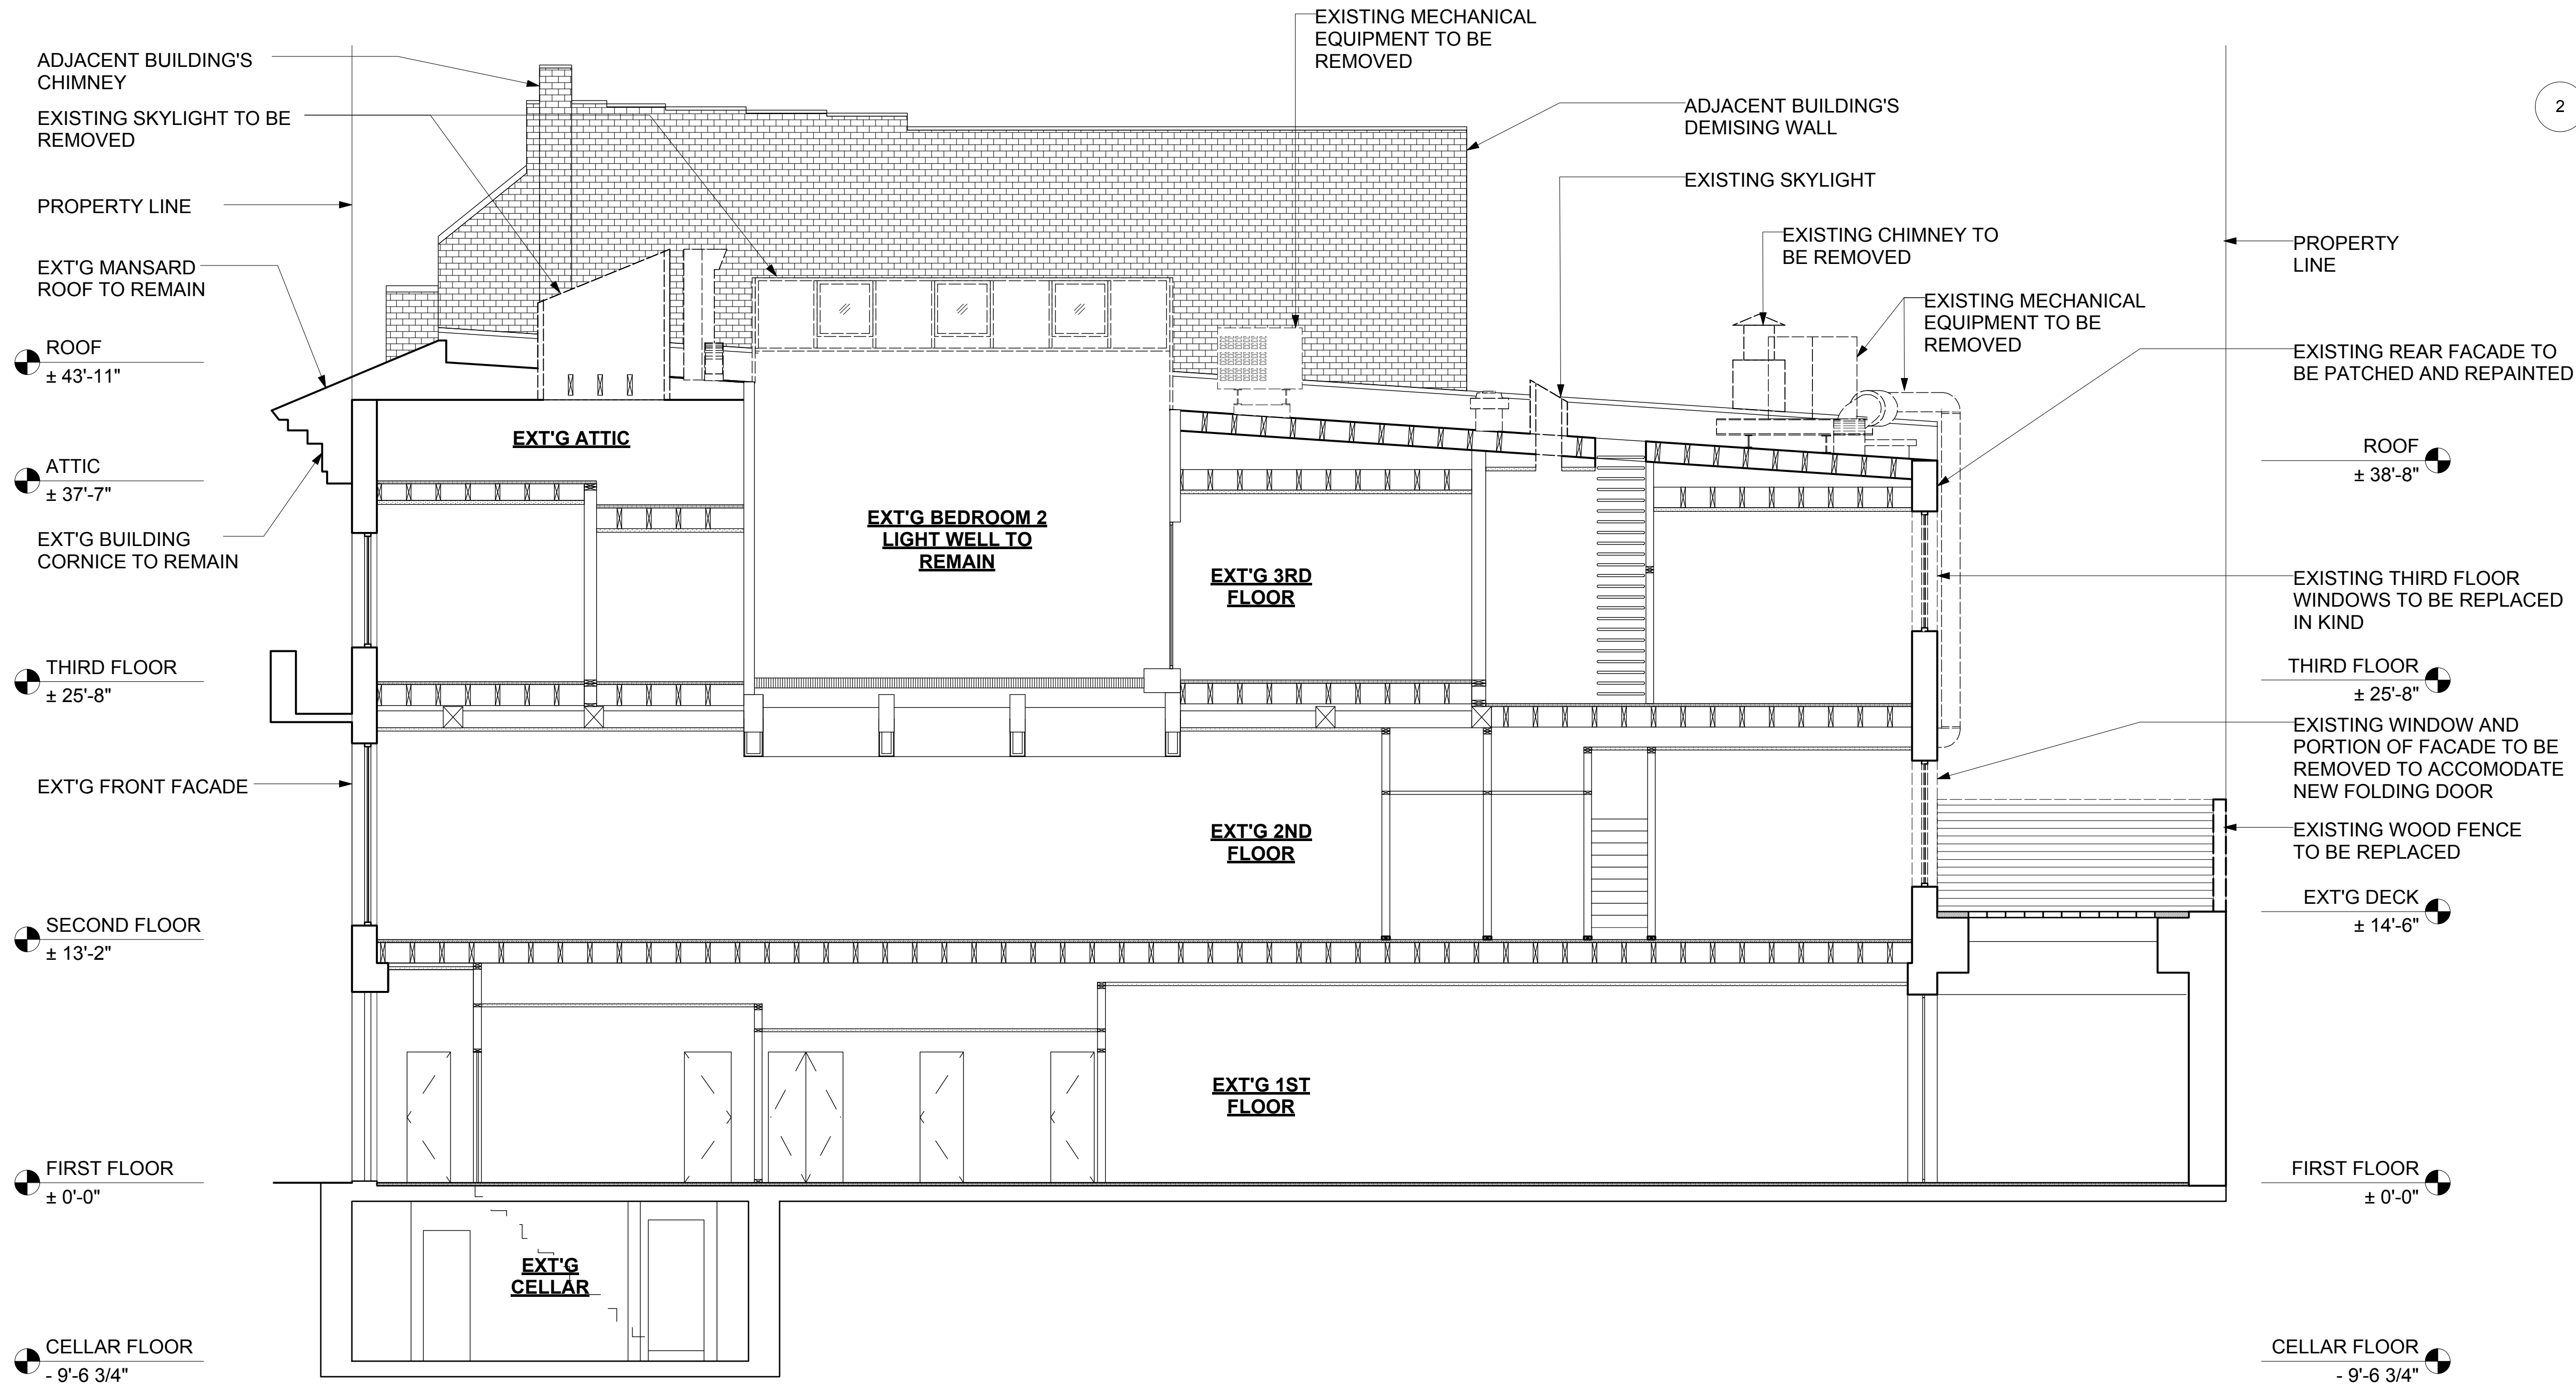 EXISTING MECHANICAL
EQUIPMENT TO BE
REMOVED
ADJACENT BUILDING'S
CHIMNEY
EXISTING SKYLIGHT TO BE
REMOVED
PROPERTY LINE
EXT'G MANSARD
ROOF TO REMAIN
ROOF
± 43'-11"
ATTIC
± 37'-7"
EXT'G BUILDING
CORNICE TO REMAIN
THIRD FLOOR
± 25'-8"
EXT'G FRONT FACADE
SECOND FLOOR
± 13'-2"
FIRST FLOOR
± 0'-0"
CELLAR FLOOR
- 9'-6 3/4"
EXT'G ATTIC
EXT'G BEDROOM 2
LIGHT WELL TO
REMAIN
EXT'G 3RD
FLOOR
EXT'G 2ND
FLOOR
EXT'G 1ST
FLOOR
EXT'G
CELLAR
ADJACENT BUILDING'S
DEMISING WALL
EXISTING SKYLIGHT
EXISTING CHIMNEY TO
BE REMOVED
EXISTING MECHANICAL
EQUIPMENT TO BE
REMOVED
2
PROPERTY
LINE
EXISTING REAR FACADE TO
BE PATCHED AND REPAINTED
ROOF
± 38'-8"
EXISTING THIRD FLOOR
WINDOWS TO BE REPLACED
IN KIND
THIRD FLOOR
± 25'-8"
EXISTING WINDOW AND
PORTION OF FACADE TO BE
REMOVED TO ACCOMODATE
NEW FOLDING DOOR
EXISTING WOOD FENCE
TO BE REPLACED
EXT'G DECK
± 14'-6"
FIRST FLOOR
± 0'-0"
CELLAR FLOOR
- 9'-6 3/4"